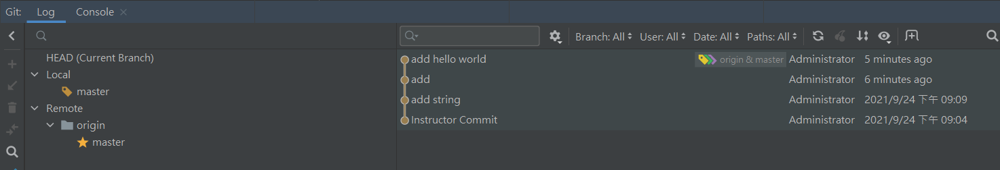 Git: Log Console
Branch: All User: All Date: All Paths: All
HEAD (Current Branch)
Local
master
Remote
origin
master
add hello world origin & master Administrator 5 minutes ago
add Administrator 6 minutes ago
add string Administrator 2021/9/24 下午 09:09
Instructor Commit Administrator 2021/9/24 下午 09:04